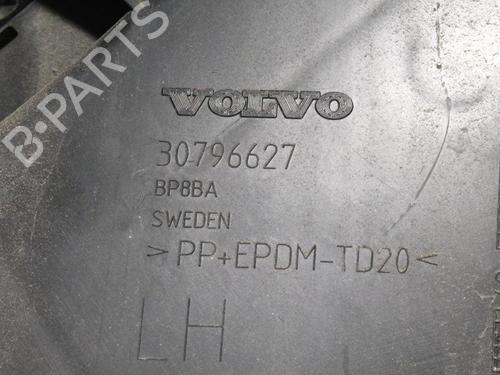 B-PARTS
VOLVO
30796627
BP8BA
SWEDEN
>PP+EPDM-TD20<
LH